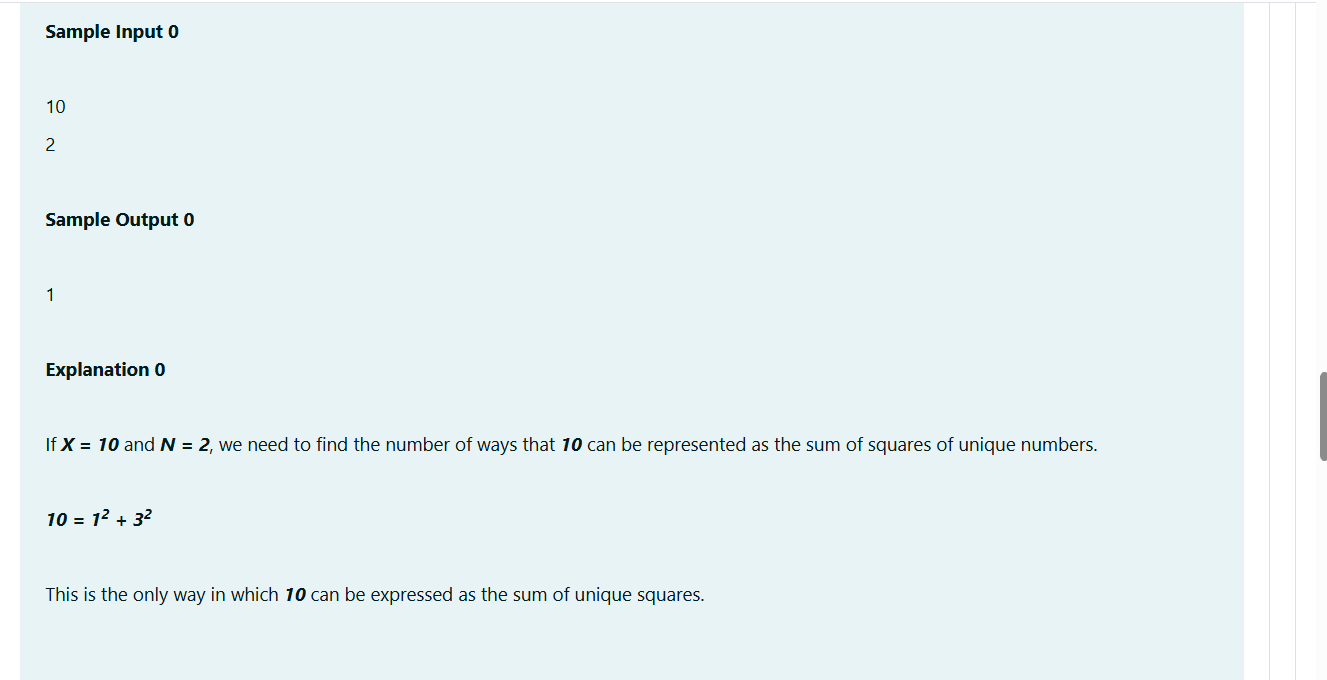 Sample Input 0
10
2
Sample Output 0
1
Explanation 0
If X = 10 and N = 2, we need to find the number of ways that 10 can be represented as the sum of squares of unique numbers.
10 = 1² + 3²
This is the only way in which 10 can be expressed as the sum of unique squares.